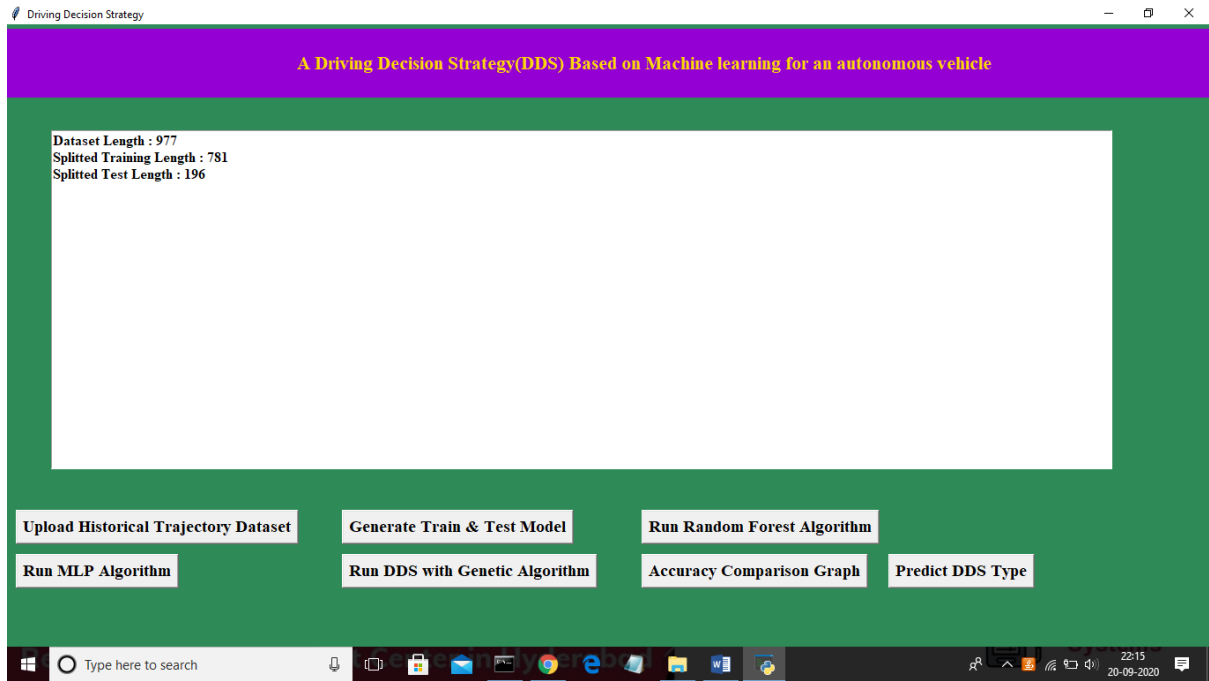 Driving Decision Strategy
A Driving Decision Strategy(DDS) Based on Machine learning for an autonomous vehicle
Dataset Length : 977
Splitted Training Length : 781
Splitted Test Length : 196
Upload Historical Trajectory Dataset
Generate Train & Test Model
Run Random Forest Algorithm
Run MLP Algorithm
Run DDS with Genetic Algorithm
Accuracy Comparison Graph
Predict DDS Type
Type here to search
22:15
20-09-2020